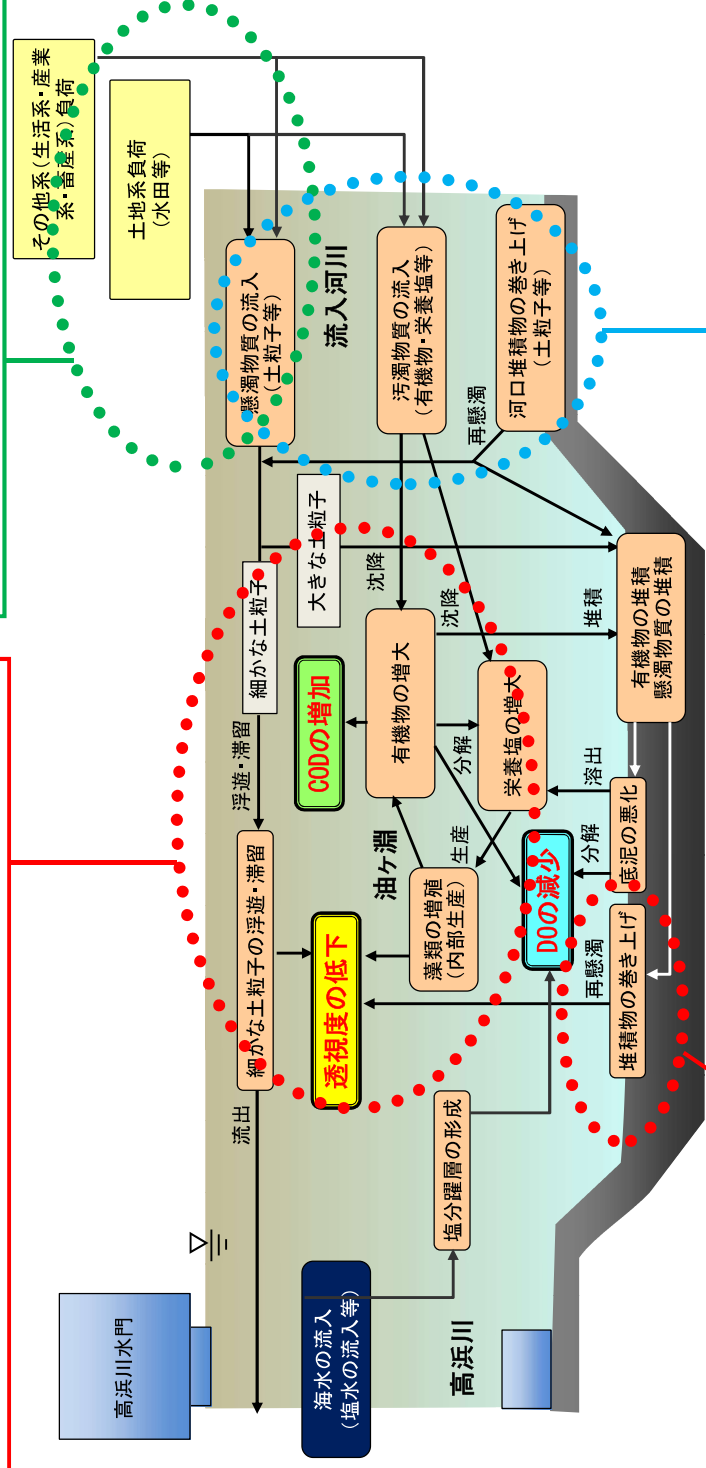 高浜川水門
海水の流入
（塩水の流入等）
高浜川
流出
塩分躍層の形成
細かな土粒子の浮遊・滞留
透視度の低下
藻類の増殖
（内部生産）
再懸濁
堆積物の巻き上げ
浮遊・滞留
細かな土粒子
大きな土粒子
CODの増加
油ヶ淵
有機物の増大
生産
分解
栄養塩の増大
DOの減少
分解
溶出
底泥の悪化
沈降
沈降
堆積
有機物の堆積
懸濁物質の堆積
その他系（生活系・産業
系・畜産系）負荷
土地系負荷
（水田等）
懸濁物質の流入
（土粒子等）
流入河川
汚濁物質の流入
（有機物・栄養塩等）
再懸濁
河口堆積物の巻き上げ
（土粒子等）